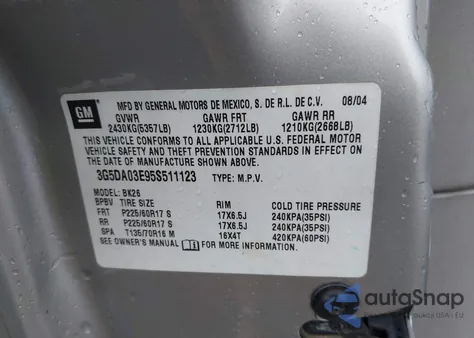 GM
MFD BY GENERAL MOTORS DE MEXICO, S. DE R.L. DE C.V. 08/04
GVWR GAWR FRT GAWR RR
2430KG(5357LB) 1230KG(2712LB) 1210KG(2668LB)
THIS VEHICLE CONFORMS TO ALL APPLICABLE U.S. FEDERAL MOTOR
VEHICLE SAFETY, BUMPER, AND THEFT PREVENTION STANDARDS IN
EFFECT ON THE DATE OF MANUFACTURE SHOWN ABOVE.
3G5DA03E95S511123 TYPE: M.P.V.
MODEL: BK26
BPBV TIRE SIZE RIM COLD TIRE PRESSURE
FRT P225/60R17 S 17X6.5J 240KPA(35PSI)
RR P225/60R17 S 17X6.5J 240KPA(35PSI)
SPA T135/70R16 M 16X4T 420KPA(60PSI)
SEE OWNER'S MANUAL FOR MORE INFORMATION.
autoSnap
USA i EU